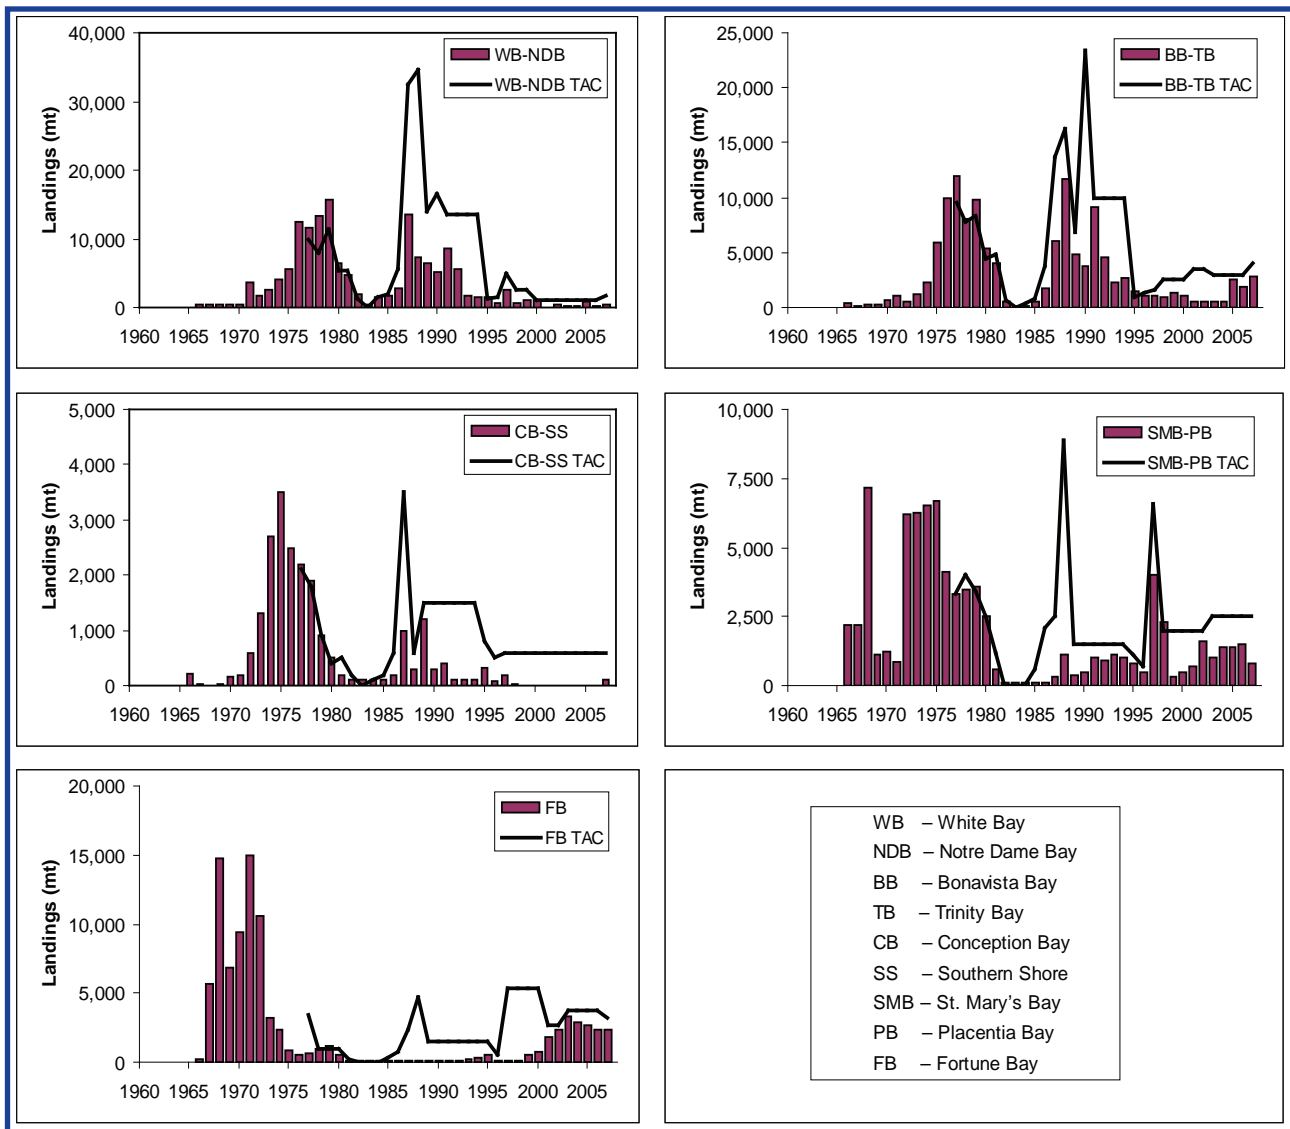 40,000
30,000
20,000
10,000
0
Landings (mt)
WB-NDB
WB-NDB TAC
1960 1965 1970 1975 1980 1985 1990 1995 2000 2005
25,000
20,000
15,000
10,000
5,000
0
Landings (mt)
BB-TB
BB-TB TAC
1960 1965 1970 1975 1980 1985 1990 1995 2000 2005
5,000
4,000
3,000
2,000
1,000
0
Landings (mt)
CB-SS
CB-SS TAC
1960 1965 1970 1975 1980 1985 1990 1995 2000 2005
10,000
7,500
5,000
2,500
0
Landings (mt)
SMB-PB
SMB-PB TAC
1960 1965 1970 1975 1980 1985 1990 1995 2000 2005
20,000
15,000
10,000
5,000
0
Landings (mt)
FB
FB TAC
1960 1965 1970 1975 1980 1985 1990 1995 2000 2005
WB – White Bay
NDB – Notre Dame Bay
BB – Bonavista Bay
TB – Trinity Bay
CB – Conception Bay
SS – Southern Shore
SMB – St. Mary's Bay
PB – Placentia Bay
FB – Fortune Bay